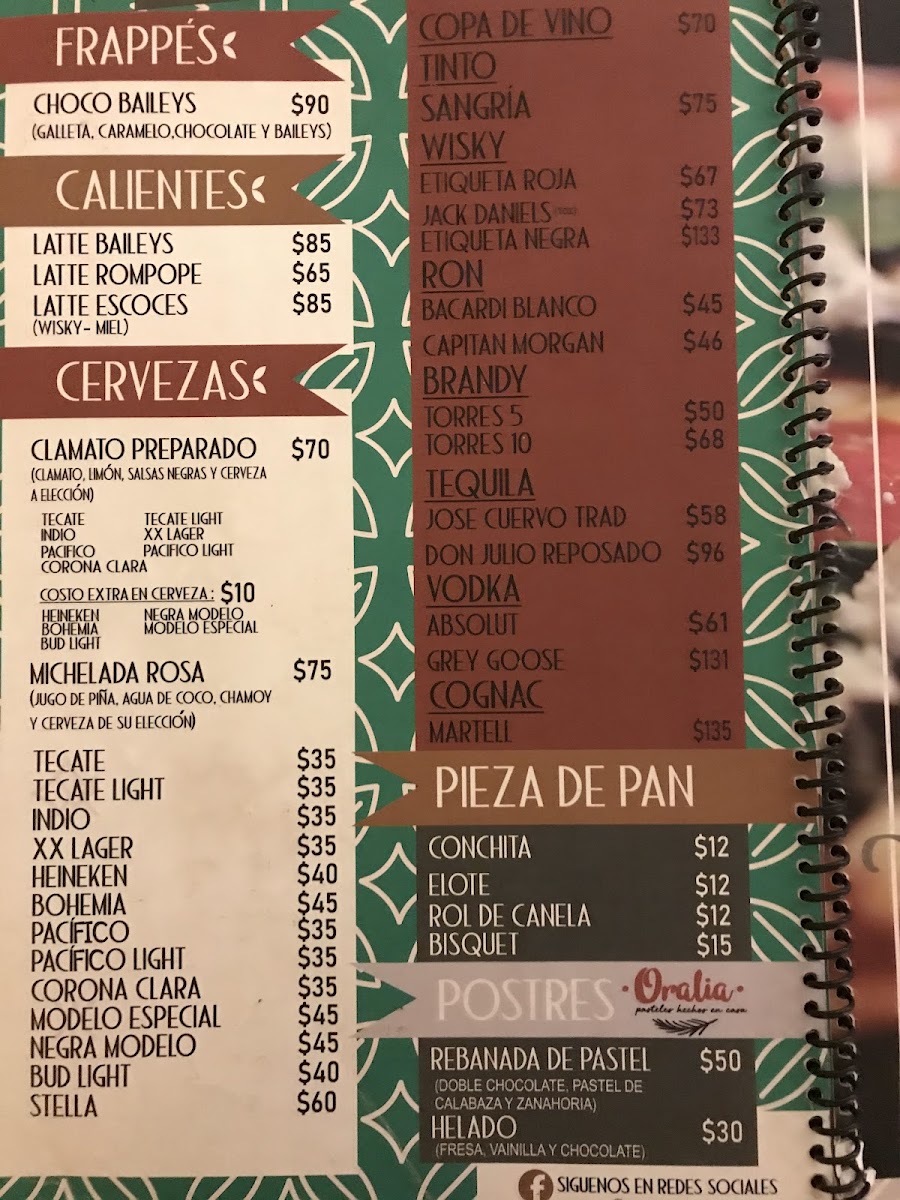 FRAPPÉS
CHOCO BAILEYS $90
(GALLETA, CARAMELO,CHOCOLATE Y BAILEYS)
CALIENTES
LATTE BAILEYS $85
LATTE ROMPOPE $65
LATTE ESCOCES $85
(WISKY- MIEL)
CERVEZAS
CLAMATO PREPARADO $70
(CLAMATO, LIMÓN, SALSAS NEGRAS Y CERVEZA
A ELECCIÓN)
TECATE TECATE LIGHT
INDIO XX LAGER
PACIFICO PACIFICO LIGHT
CORONA CLARA
COSTO EXTRA EN CERVEZA: $10
HEINEKEN NEGRA MODELO
BOHEMIA MODELO ESPECIAL
BUD LIGHT
MICHELADA ROSA $75
(JUGO DE PIÑA, AGUA DE COCO, CHAMOY
Y CERVEZA DE SU ELECCIÓN)
TECATE $35
TECATE LIGHT $35
INDIO $35
XX LAGER $35
HEINEKEN $40
BOHEMIA $45
PACÍFICO $35
PACÍFICO LIGHT $35
CORONA CLARA $35
MODELO ESPECIAL $45
NEGRA MODELO $45
BUD LIGHT $40
STELLA $60
COPA DE VINO $70
TINTO
SANGRÍA $75
WISKY
ETIQUETA ROJA $67
JACK DANIELS $73
ETIQUETA NEGRA $133
RON
BACARDI BLANCO $45
CAPITAN MORGAN $46
BRANDY
TORRES 5 $50
TORRES 10 $68
TEQUILA
JOSE CUERVO TRAD $58
DON JULIO REPOSADO $96
VODKA
ABSOLUT $61
GREY GOOSE $131
COGNAC
MARTELL $135
PIEZA DE PAN
CONCHITA $12
ELOTE $12
ROL DE CANELA $12
BISQUET $15
POSTRES Oralia
pasteles hechos en casa
REBANADA DE PASTEL $50
(DOBLE CHOCOLATE, PASTEL DE
CALABAZA Y ZANAHORIA)
HELADO $30
(FRESA, VAINILLA Y CHOCOLATE)
f SIGUENOS EN REDES SOCIALES